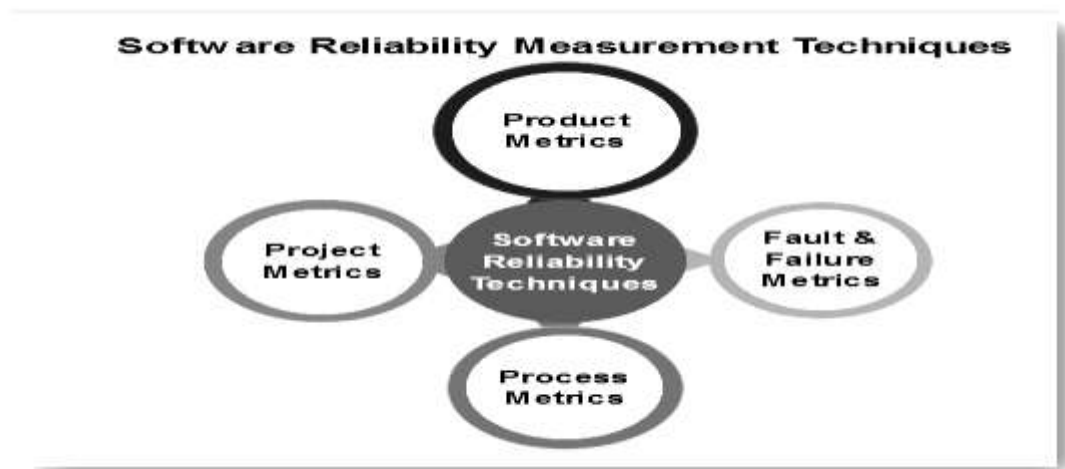 Software Reliability Measurement Techniques
Product
Metrics
Project
Metrics
Software
Reliability
Techniques
Fault &
Failure
Metrics
Process
Metrics